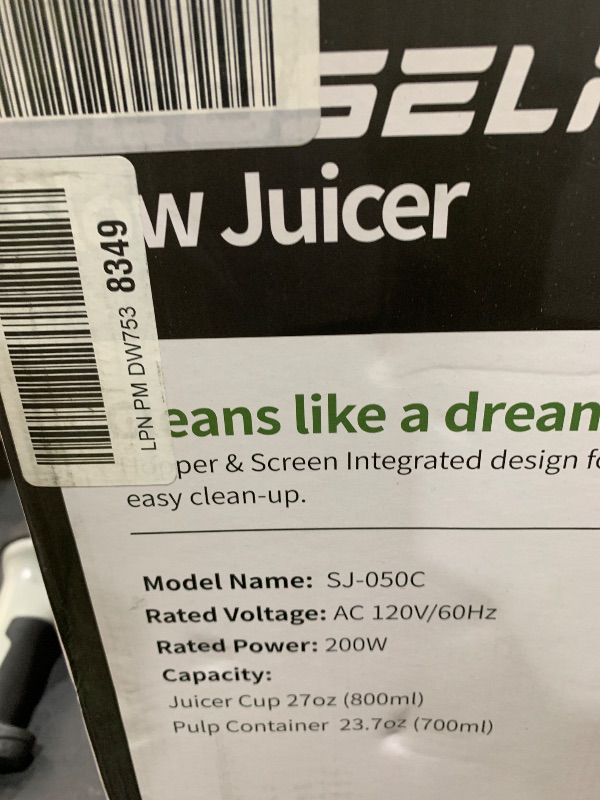 SEL
w Juicer
LPN PM DW753 8349
eans like a dream
per & Screen Integrated design fo
easy clean-up.
Model Name: SJ-050C
Rated Voltage: AC 120V/60Hz
Rated Power: 200W
Capacity:
Juicer Cup 27oz (800ml)
Pulp Container 23.7oz (700ml)